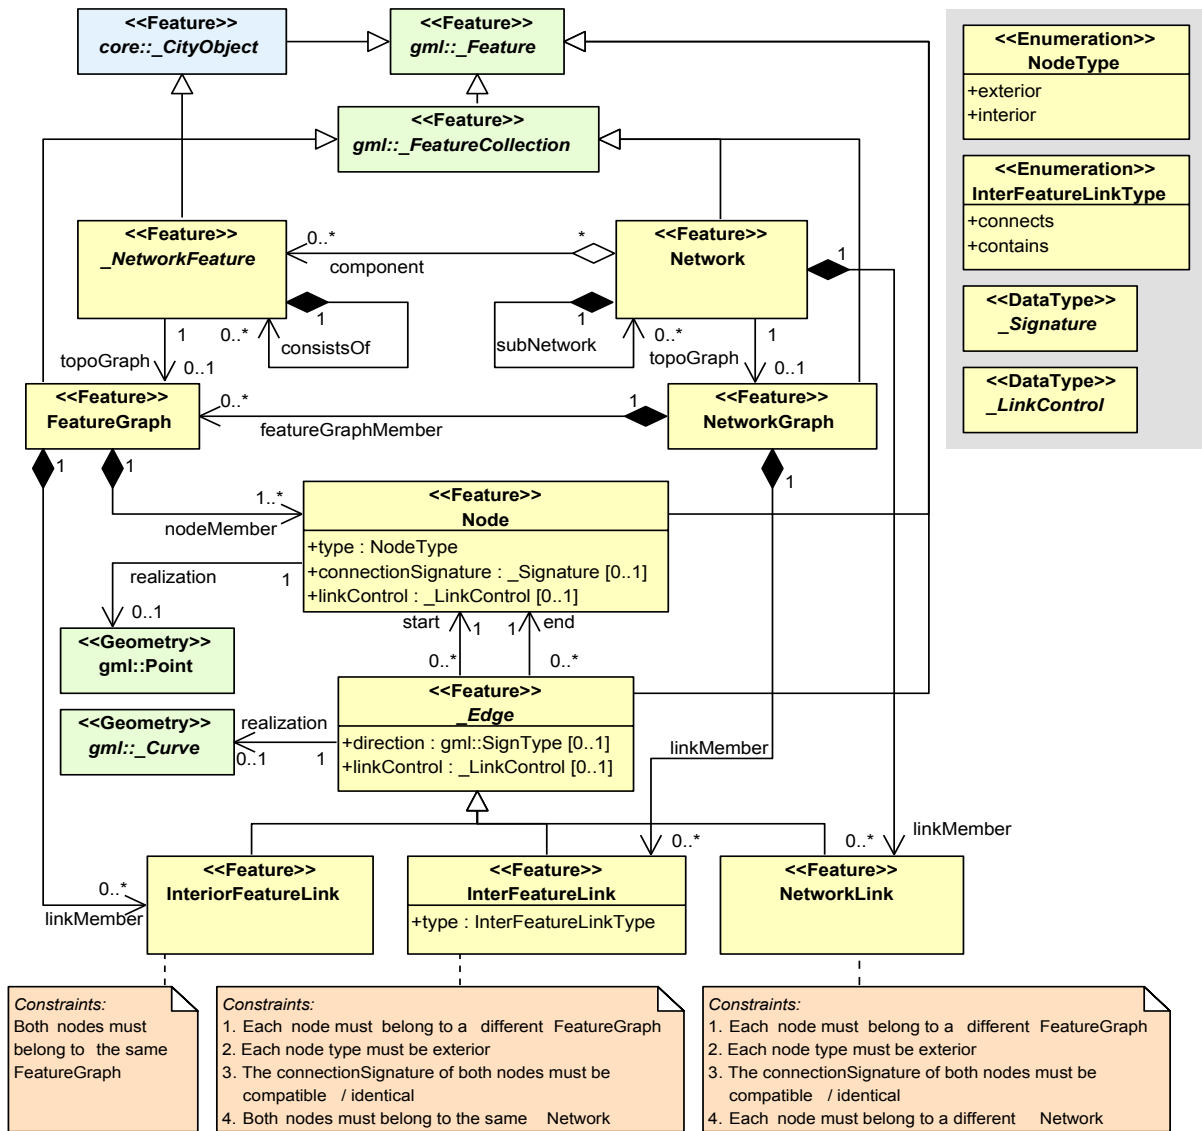 <<Feature>>
core::_CityObject
<<Feature>>
gml::_Feature
<<Feature>>
gml::_FeatureCollection
<<Enumeration>>
NodeType
+exterior
+interior
<<Enumeration>>
InterFeatureLinkType
+connects
+contains
<<DataType>>
_Signature
<<DataType>>
_LinkControl
<<Feature>>
_NetworkFeature
0..*
component
*
<<Feature>>
Network
1
1
0..*
consistsOf
1
subNetwork
0..*
1
topoGraph
0..1
1
topoGraph
0..1
<<Feature>>
FeatureGraph
0..*
featureGraphMember
1
<<Feature>>
NetworkGraph
1
1
1
1..*
nodeMember
<<Feature>>
Node
+type : NodeType
+connectionSignature : _Signature [0..1]
+linkControl : _LinkControl [0..1]
realization
1
0..1
<<Geometry>>
gml::Point
start
1
1
end
0..*
0..*
<<Feature>>
_Edge
+direction : gml::SignType [0..1]
+linkControl : _LinkControl [0..1]
<<Geometry>>
gml::_Curve
realization
0..1
1
linkMember
0..*
0..*
linkMember
0..*
linkMember
<<Feature>>
InteriorFeatureLink
<<Feature>>
InterFeatureLink
+type : InterFeatureLinkType
<<Feature>>
NetworkLink
Constraints:
Both nodes must
belong to the same
FeatureGraph
Constraints:
1. Each node must belong to a different FeatureGraph
2. Each node type must be exterior
3. The connectionSignature of both nodes must be
compatible / identical
4. Both nodes must belong to the same Network
Constraints:
1. Each node must belong to a different FeatureGraph
2. Each node type must be exterior
3. The connectionSignature of both nodes must be
compatible / identical
4. Each node must belong to a different Network